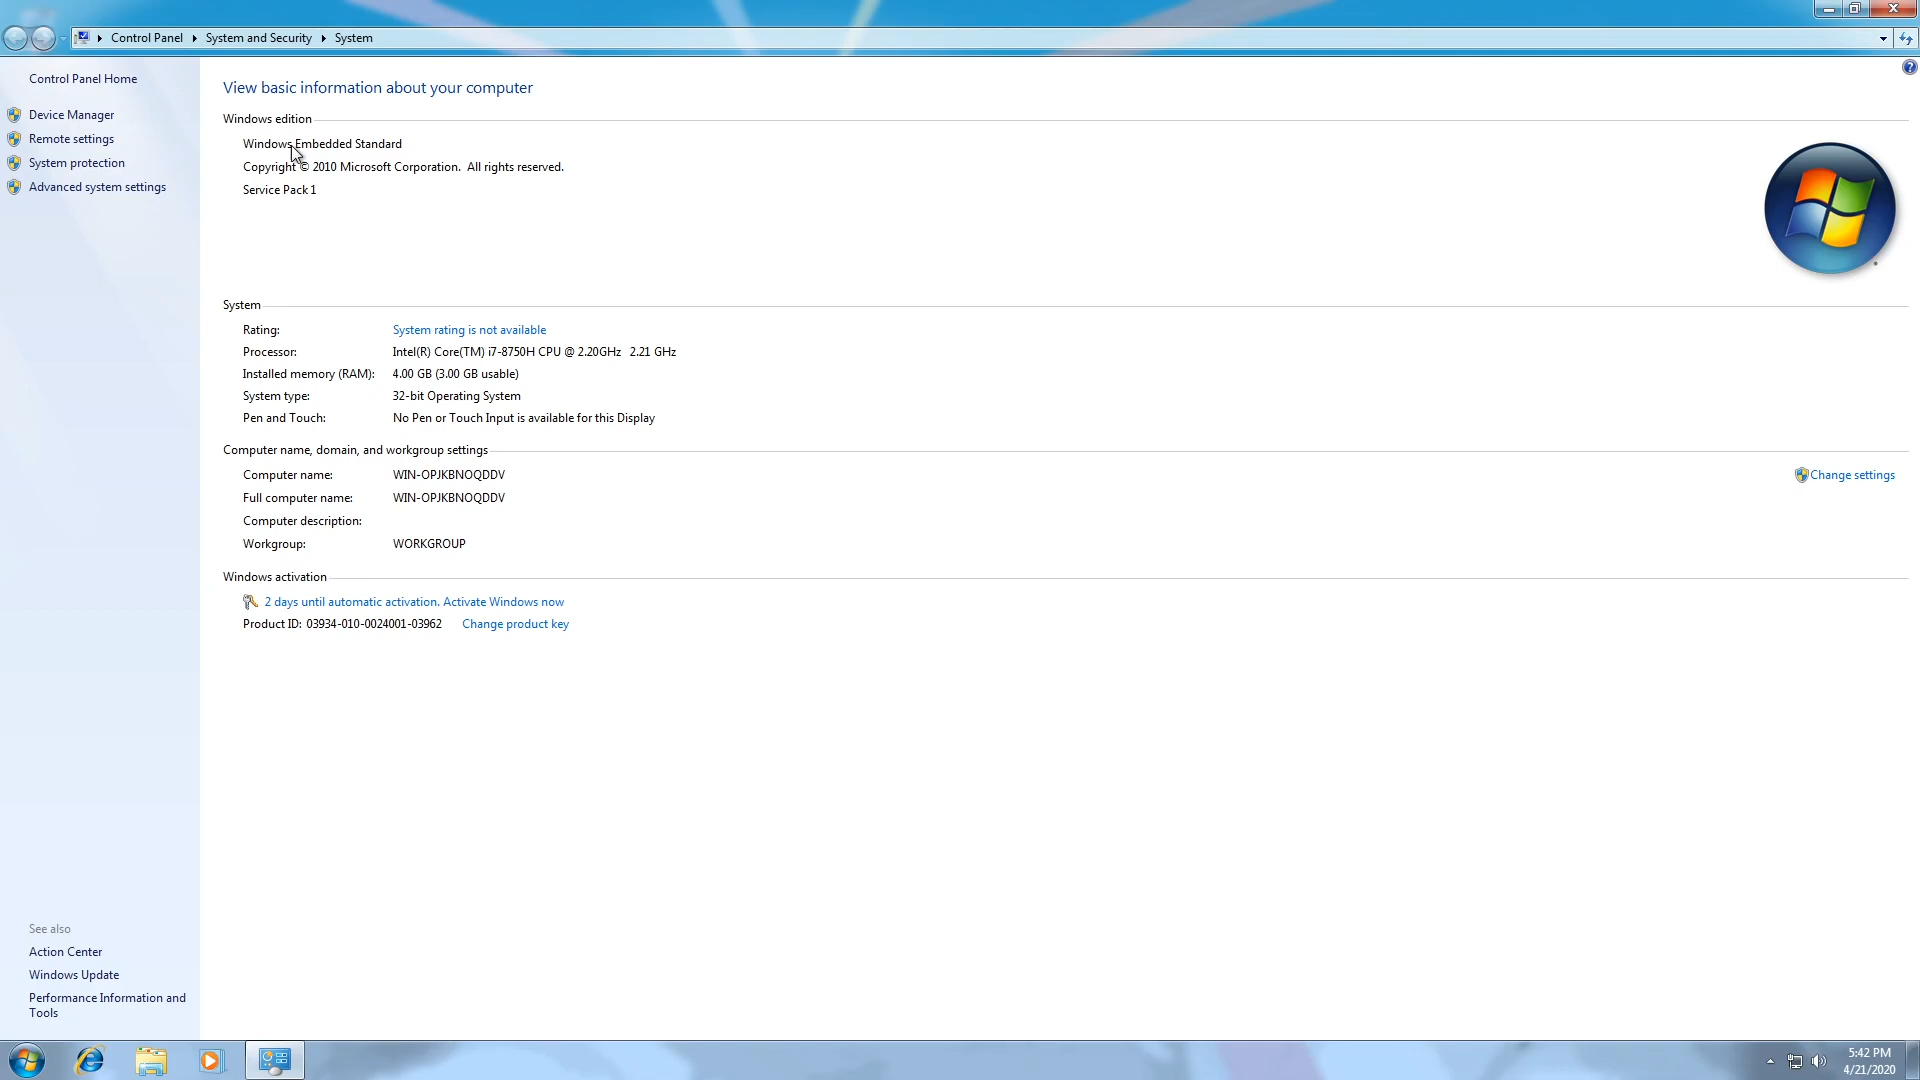 Control Panel ▸ System and Security ▸ System
Control Panel Home
Device Manager
Remote settings
System protection
Advanced system settings
View basic information about your computer
Windows edition
Windows Embedded Standard
Copyright © 2010 Microsoft Corporation.  All rights reserved.
Service Pack 1
System
Rating: System rating is not available
Processor: Intel(R) Core(TM) i7-8750H CPU @ 2.20GHz   2.21 GHz
Installed memory (RAM): 4.00 GB (3.00 GB usable)
System type: 32-bit Operating System
Pen and Touch: No Pen or Touch Input is available for this Display
Computer name, domain, and workgroup settings
Computer name: WIN-OPJKBNOQDDV
Change settings
Full computer name: WIN-OPJKBNOQDDV
Computer description:
Workgroup: WORKGROUP
Windows activation
2 days until automatic activation. Activate Windows now
Product ID: 03934-010-0024001-03962 Change product key
See also
Action Center
Windows Update
Performance Information and
Tools
5:42 PM
4/21/2020